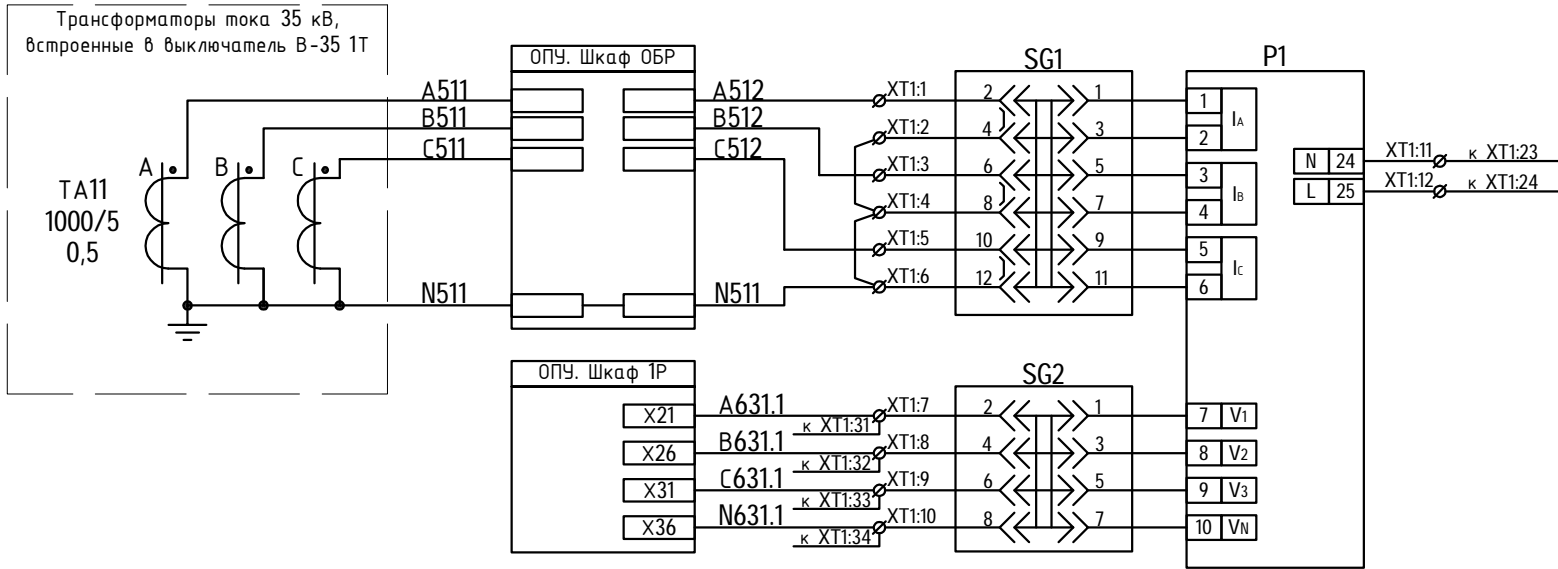 Трансформаторы тока 35 кВ,
встроенные в выключатель В-35 1Т
A B C
ТА11
1000/5
0,5
ОПУ. Шкаф ОБР
A511 A512
B511 B512
C511 C512
N511 N511
XT1:1
XT1:2
XT1:3
XT1:4
XT1:5
XT1:6
SG1
2 1
4 3
6 5
8 7
10 9
12 11
P1
1 IA
2
3 IB
4
5 IC
6
N 24 XT1:11 к XT1:23
L 25 XT1:12 к XT1:24
ОПУ. Шкаф 1Р
X21 A631.1 к XT1:31 XT1:7
X26 B631.1 к XT1:32 XT1:8
X31 C631.1 к XT1:33 XT1:9
X36 N631.1 к XT1:34 XT1:10
SG2
2 1
4 3
6 5
8 7
7 V1
8 V2
9 V3
10 VN